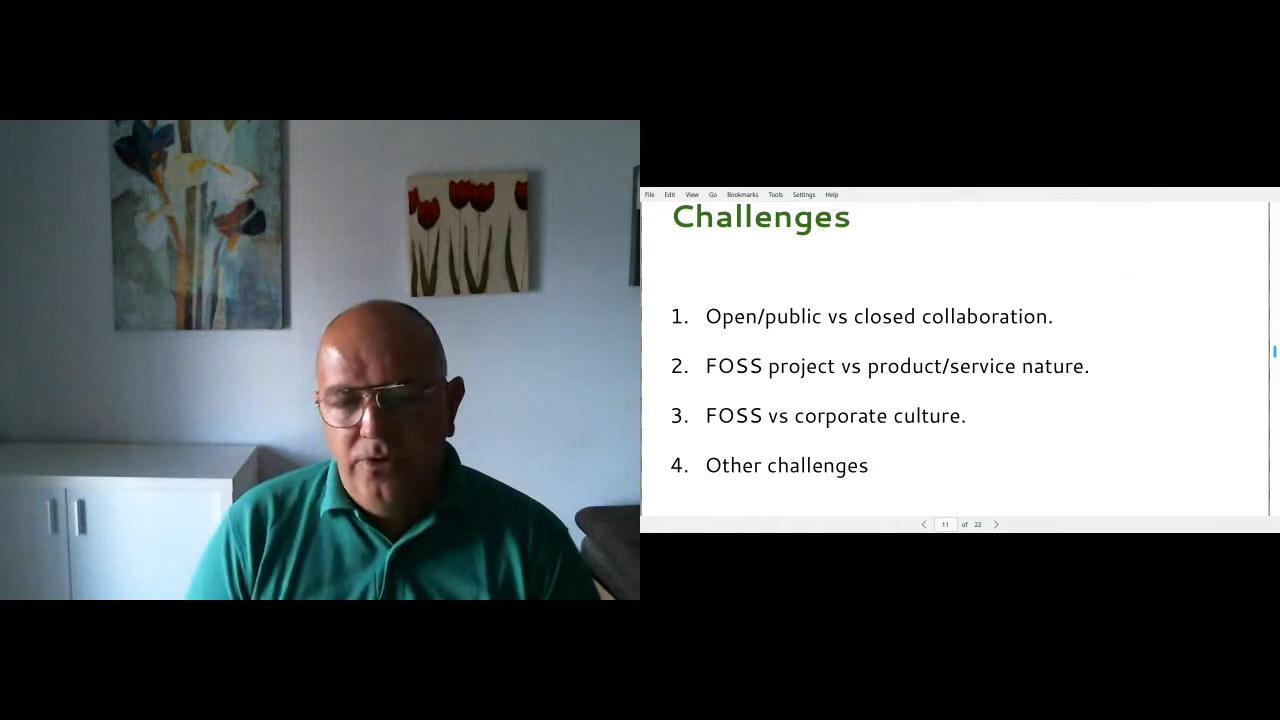 File Edit View Go Bookmarks Tools Settings Help
Challenges
1. Open/public vs closed collaboration.
2. FOSS project vs product/service nature.
3. FOSS vs corporate culture.
4. Other challenges
11 of 22